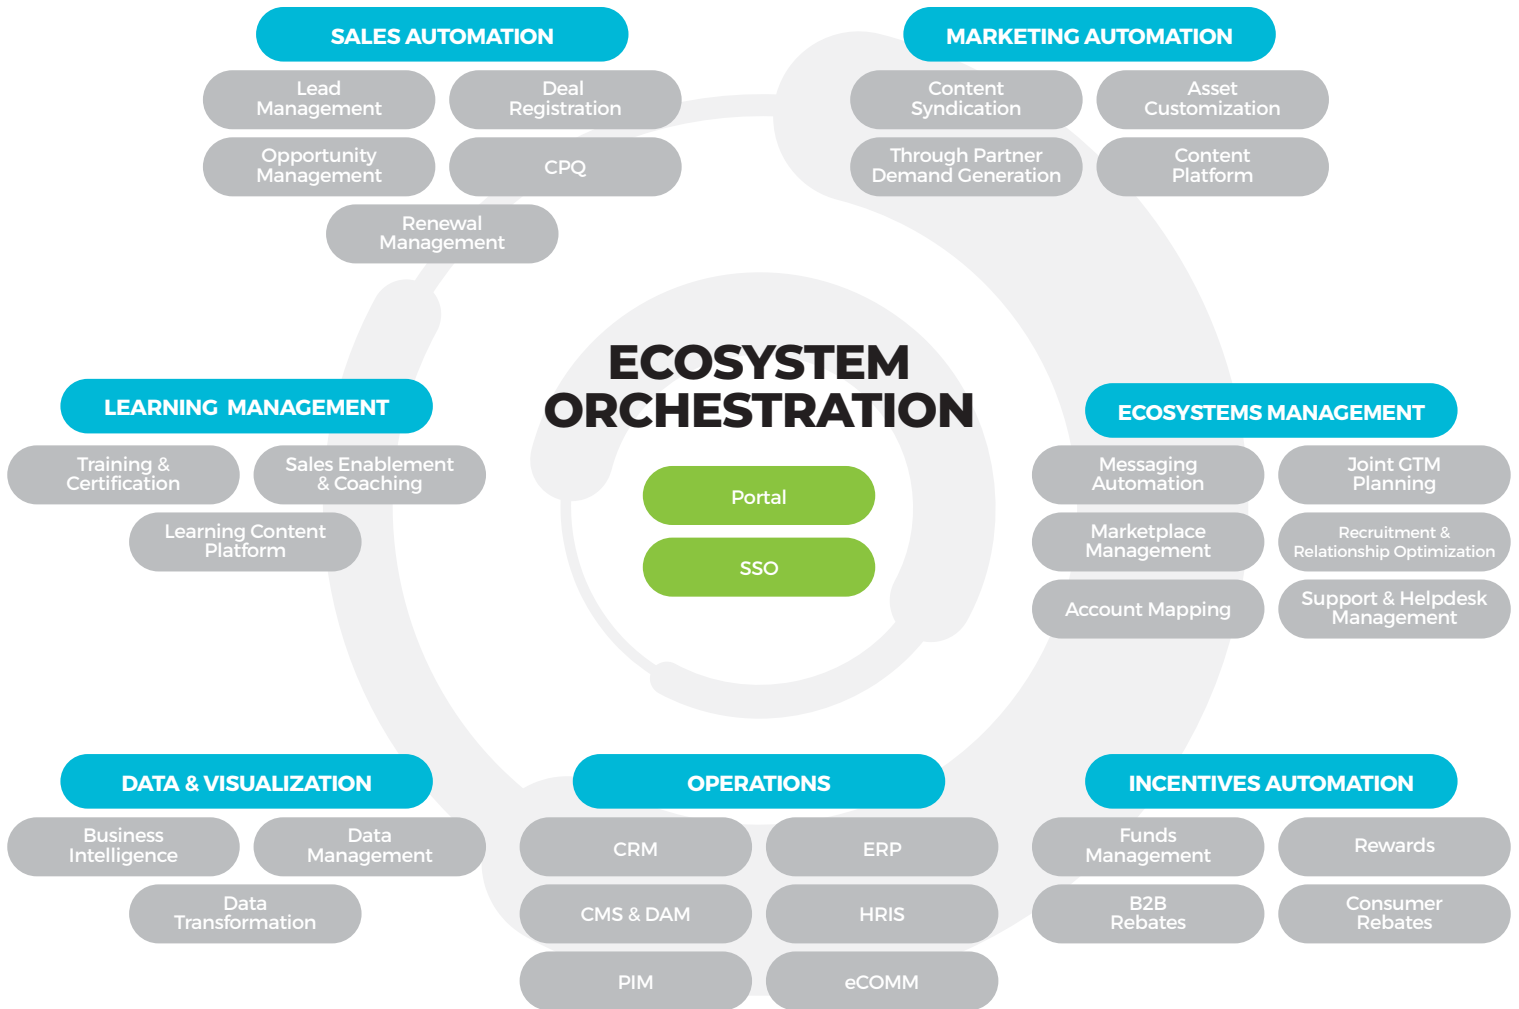 SALES AUTOMATION
Lead
Management
Deal
Registration
Opportunity
Management
CPQ
Renewal
Management
MARKETING AUTOMATION
Content
Syndication
Asset
Customization
Through Partner
Demand Generation
Content
Platform
ECOSYSTEM
ORCHESTRATION
Portal
SSO
LEARNING MANAGEMENT
Training &
Certification
Sales Enablement
& Coaching
Learning Content
Platform
ECOSYSTEMS MANAGEMENT
Messaging
Automation
Joint GTM
Planning
Marketplace
Management
Recruitment &
Relationship Optimization
Account Mapping
Support & Helpdesk
Management
DATA & VISUALIZATION
Business
Intelligence
Data
Management
Data
Transformation
OPERATIONS
CRM
ERP
CMS & DAM
HRIS
PIM
eCOMM
INCENTIVES AUTOMATION
Funds
Management
Rewards
B2B
Rebates
Consumer
Rebates